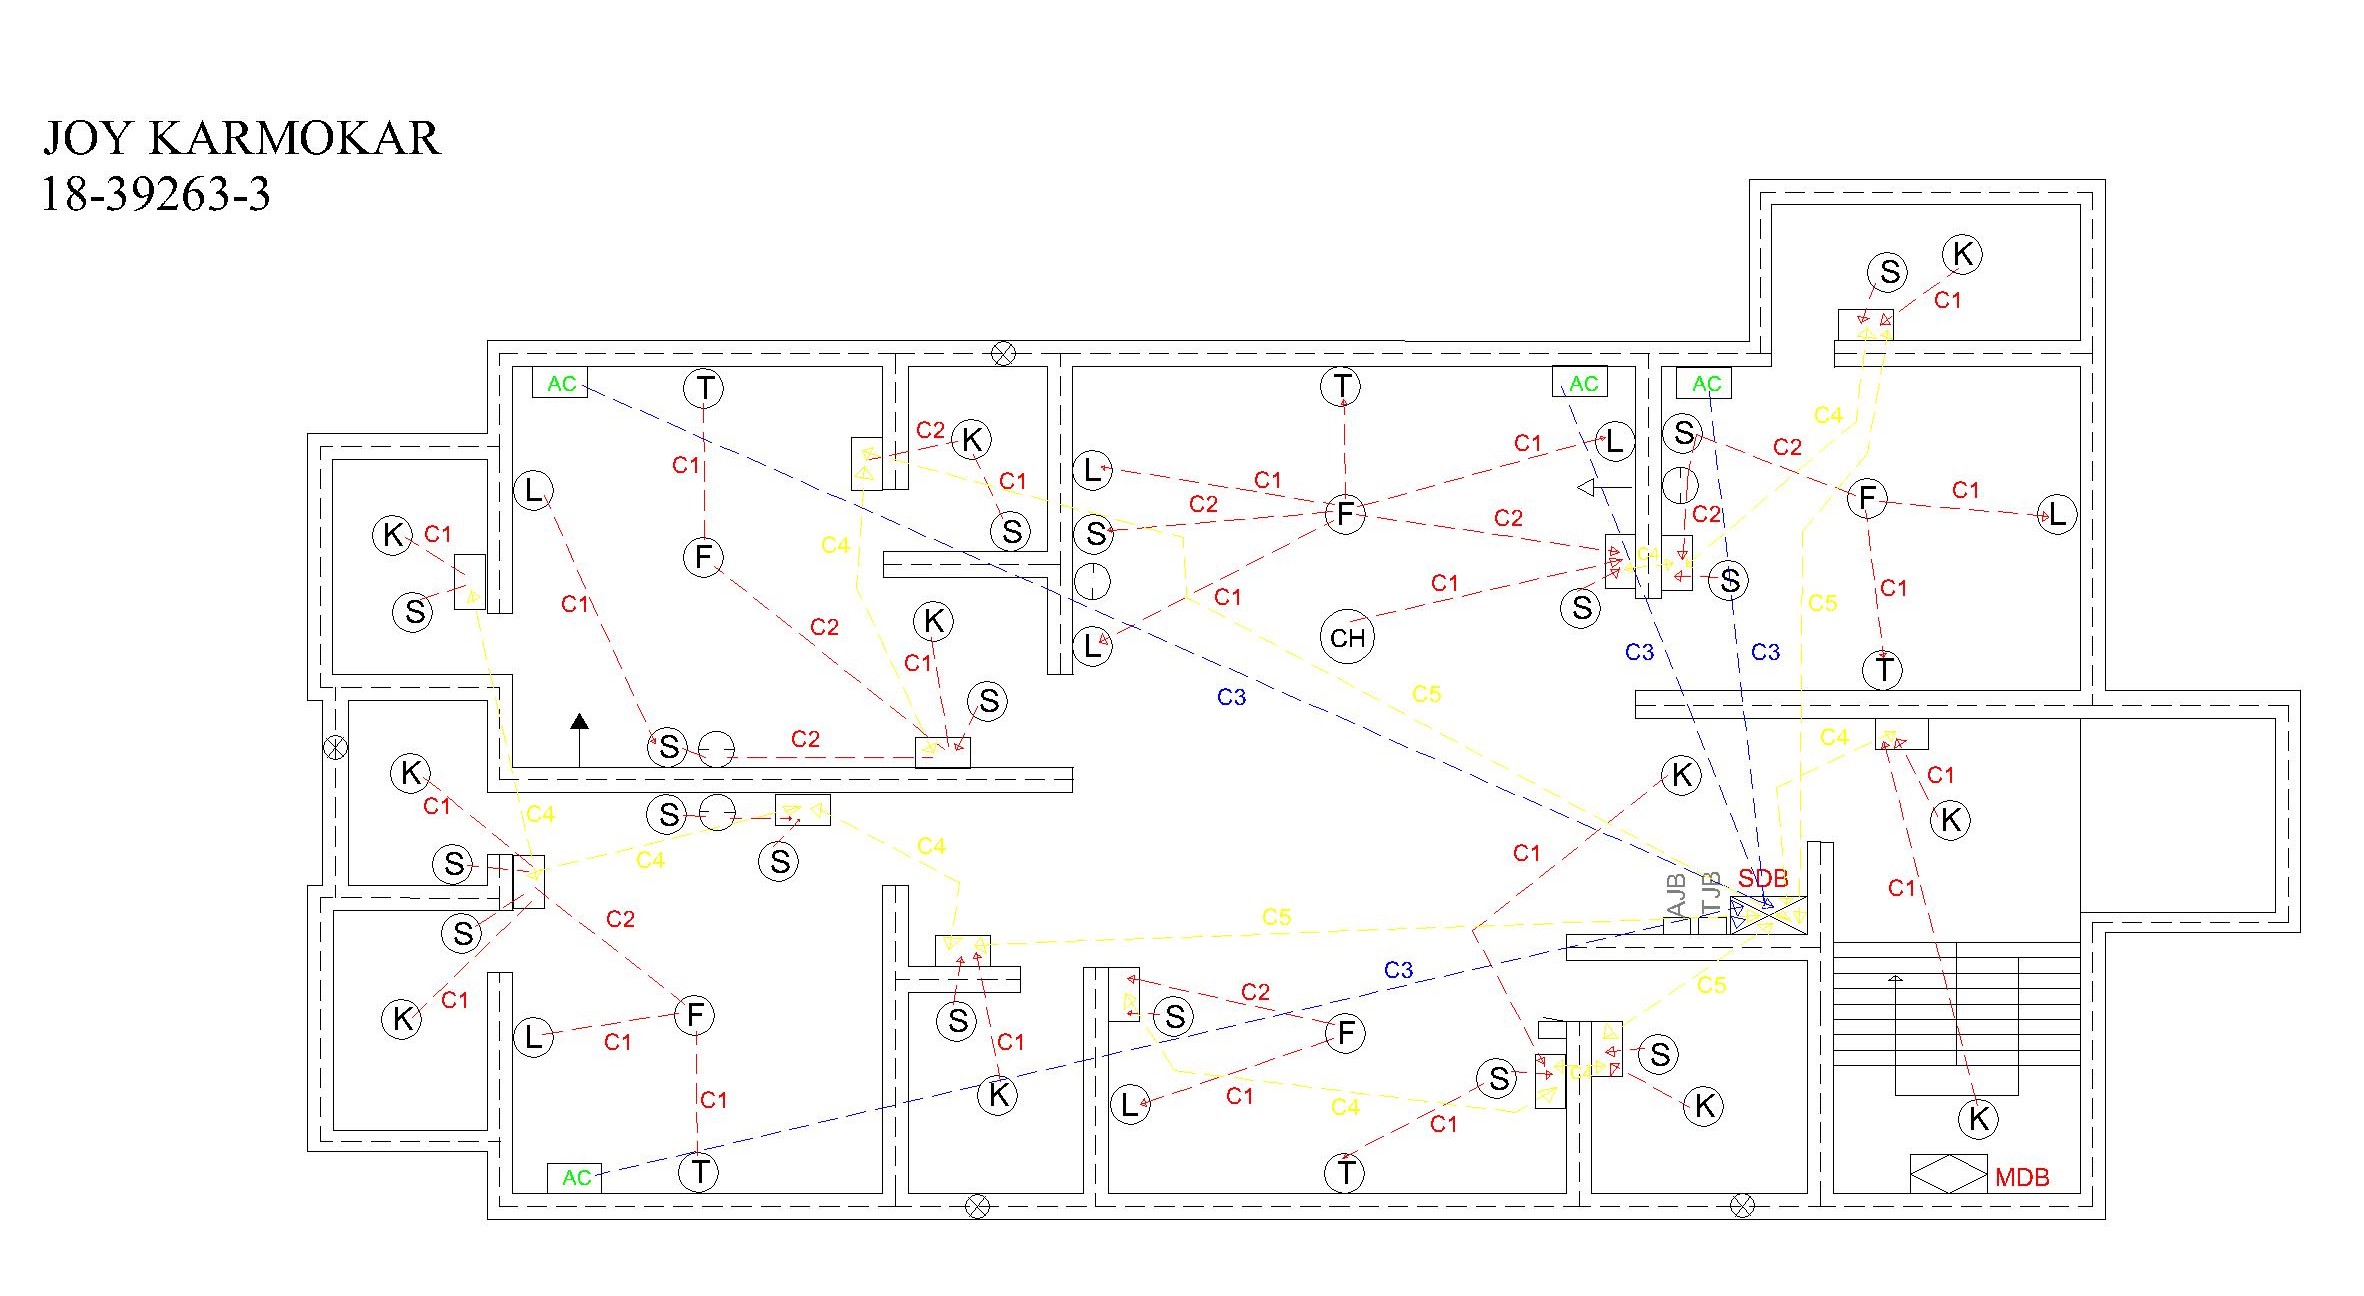 JOY KARMOKAR
18-39263-3
S K
C1
AC T T AC AC
C4
C2 K L C1 L S C2
L C1 C1 L
C1 C2 F C1 L
K C1 S S F C2 C2
C4 F C4
S C1 K C1 CH C1 S S C5 C1
C2 L C1
C1 S C3 C5 C3 C3 T
S C2 C4
K K C1
C1 C4 S K
S C4 S C4 C1
SDB
AJB TJB
C2 C5 C1
S C3
K C1 F S C2 C5
L C1 S C1 F S
C1 K L C1 C4 S C4 K
C1 K
AC T T MDB